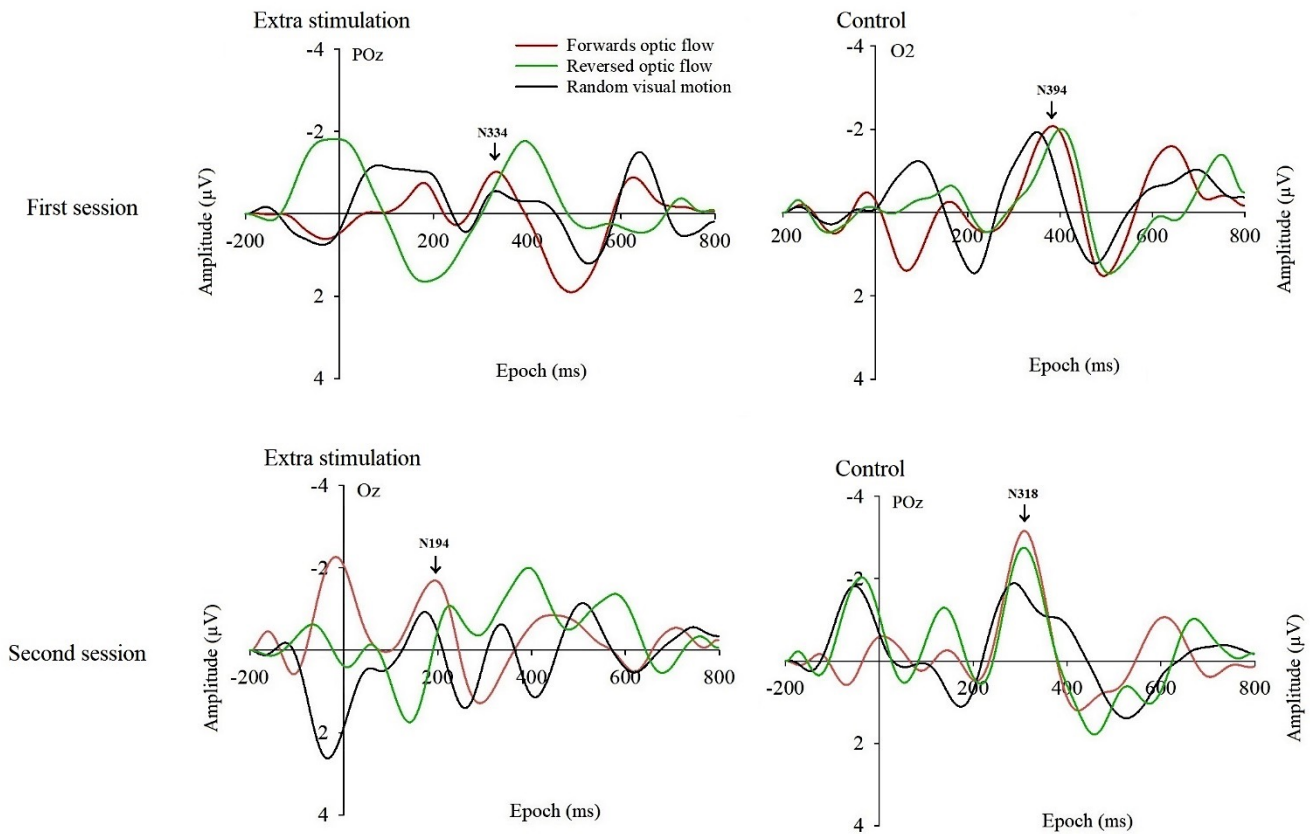 Extra stimulation
Control
-4
POz
Forwards optic flow
Reversed optic flow
Random visual motion
-4
O2
-2
N334
-2
N394
First session
Amplitude (µV)
-200
200
400
600
800
200
200
400
600
800
Amplitude (µV)
2
2
4
Epoch (ms)
4
Epoch (ms)
Extra stimulation
Control
-4
Oz
-4
POz
N318
-2
N194
-2
Second session
Amplitude (µV)
-200
200
400
600
800
-200
200
400
600
800
Amplitude (µV)
2
2
4
Epoch (ms)
4
Epoch (ms)